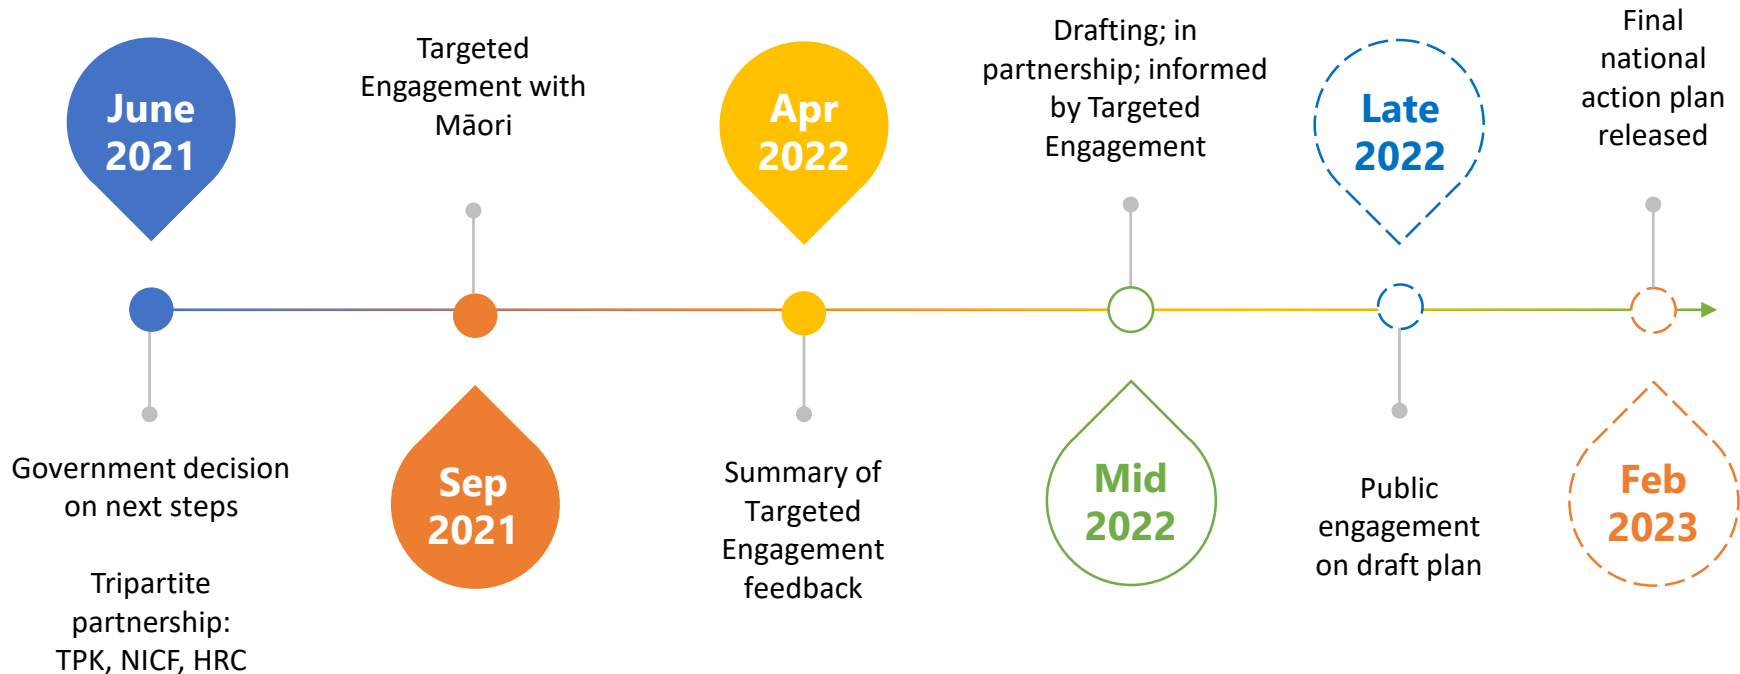 June
2021
Government decision
on next steps
Tripartite
partnership:
TPK, NICF, HRC
Targeted
Engagement with
Māori
Sep
2021
Apr
2022
Summary of
Targeted
Engagement
feedback
Drafting; in
partnership; informed
by Targeted
Engagement
Mid
2022
Late
2022
Public
engagement
on draft plan
Final
national
action plan
released
Feb
2023